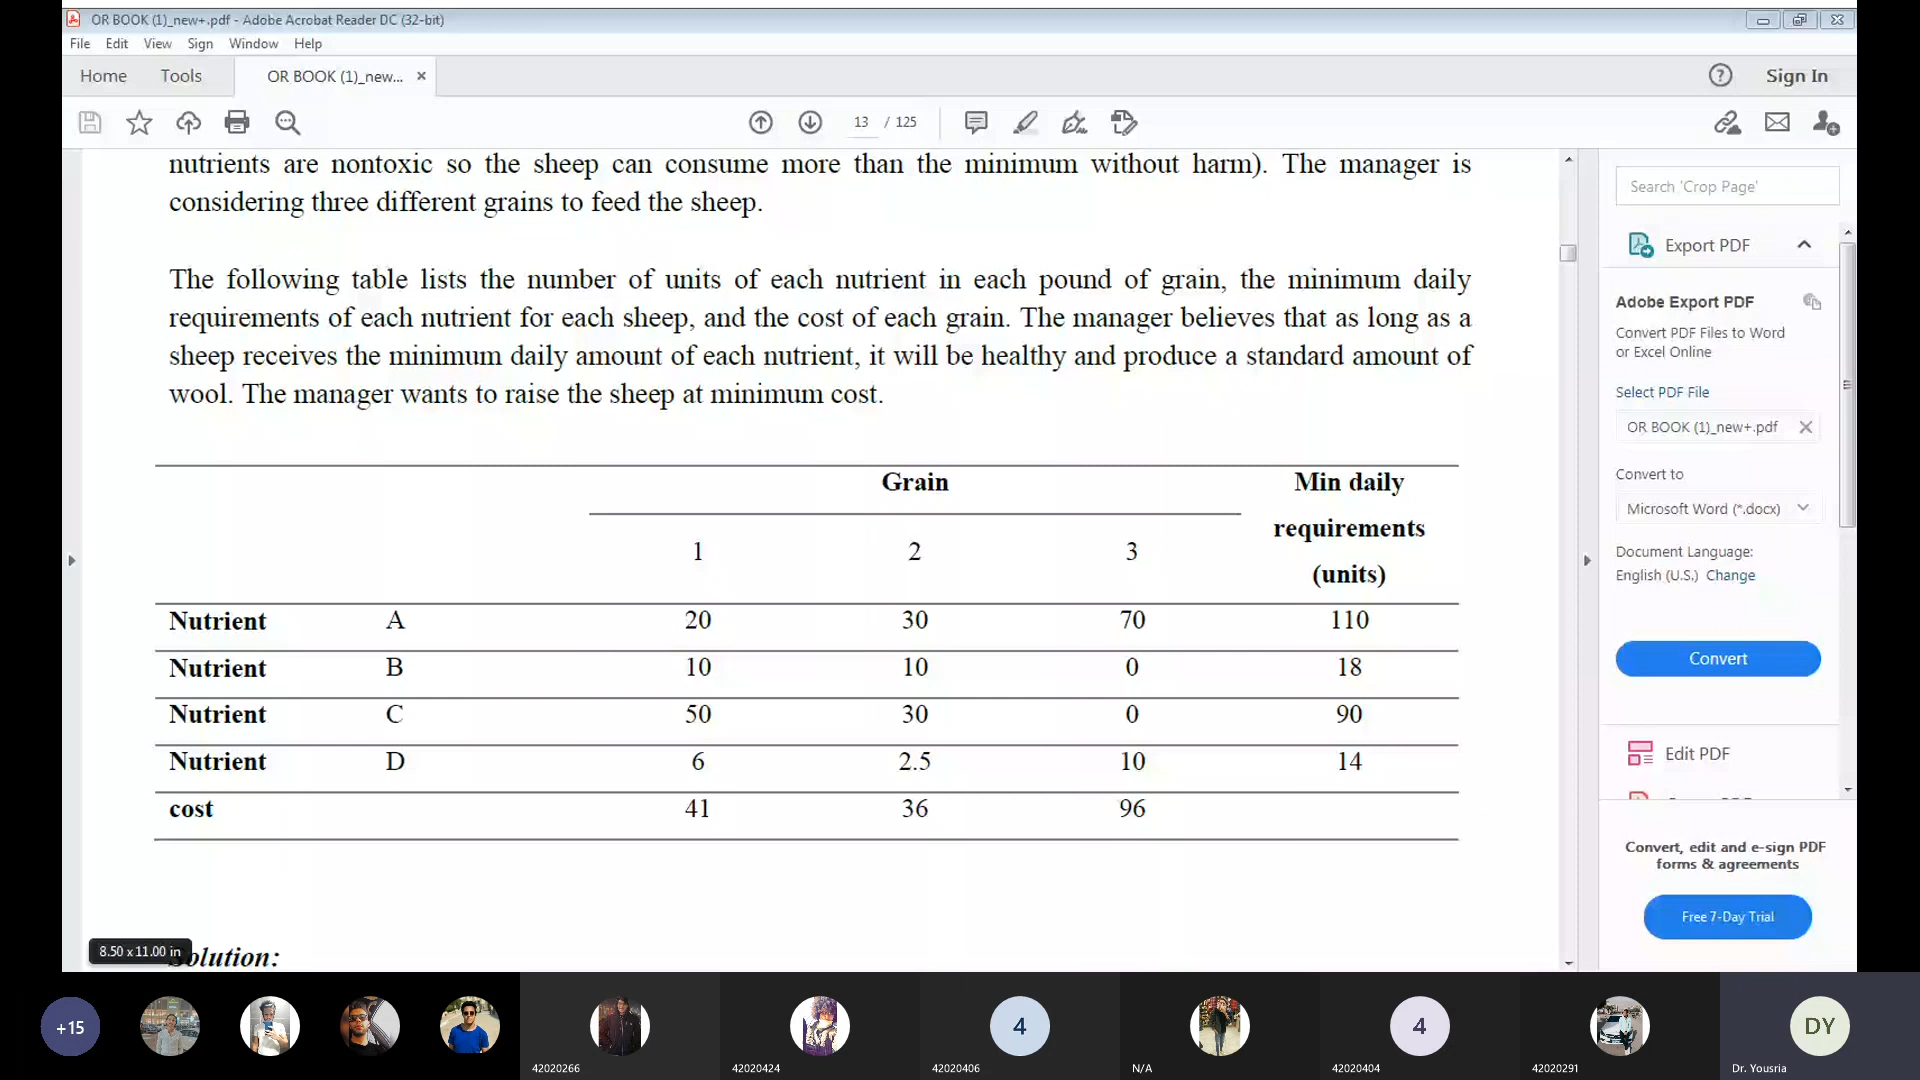 OR BOOK (1)_new+.pdf - Adobe Acrobat Reader DC (32-bit)
File Edit View Sign Window Help
Home Tools OR BOOK (1)_new... × ? Sign In
13 / 125
nutrients are nontoxic so the sheep can consume more than the minimum without harm). The manager is
considering three different grains to feed the sheep.
The following table lists the number of units of each nutrient in each pound of grain, the minimum daily
requirements of each nutrient for each sheep, and the cost of each grain. The manager believes that as long as a
sheep receives the minimum daily amount of each nutrient, it will be healthy and produce a standard amount of
wool. The manager wants to raise the sheep at minimum cost.
Grain Min daily
requirements
(units)
1 2 3
Nutrient A 20 30 70 110
Nutrient B 10 10 0 18
Nutrient C 50 30 0 90
Nutrient D 6 2.5 10 14
cost 41 36 96
8.50 x 11.00 in
olution:
Search 'Crop Page'
Export PDF
Adobe Export PDF
Convert PDF Files to Word
or Excel Online
Select PDF File
OR BOOK (1)_new+.pdf
Convert to
Microsoft Word (*.docx)
Document Language:
English (U.S.) Change
Convert
Edit PDF
Convert, edit and e-sign PDF
forms & agreements
Free 7-Day Trial
+15
4
4
DY
42020266
42020424
42020406
N/A
42020404
42020291
Dr. Yousria